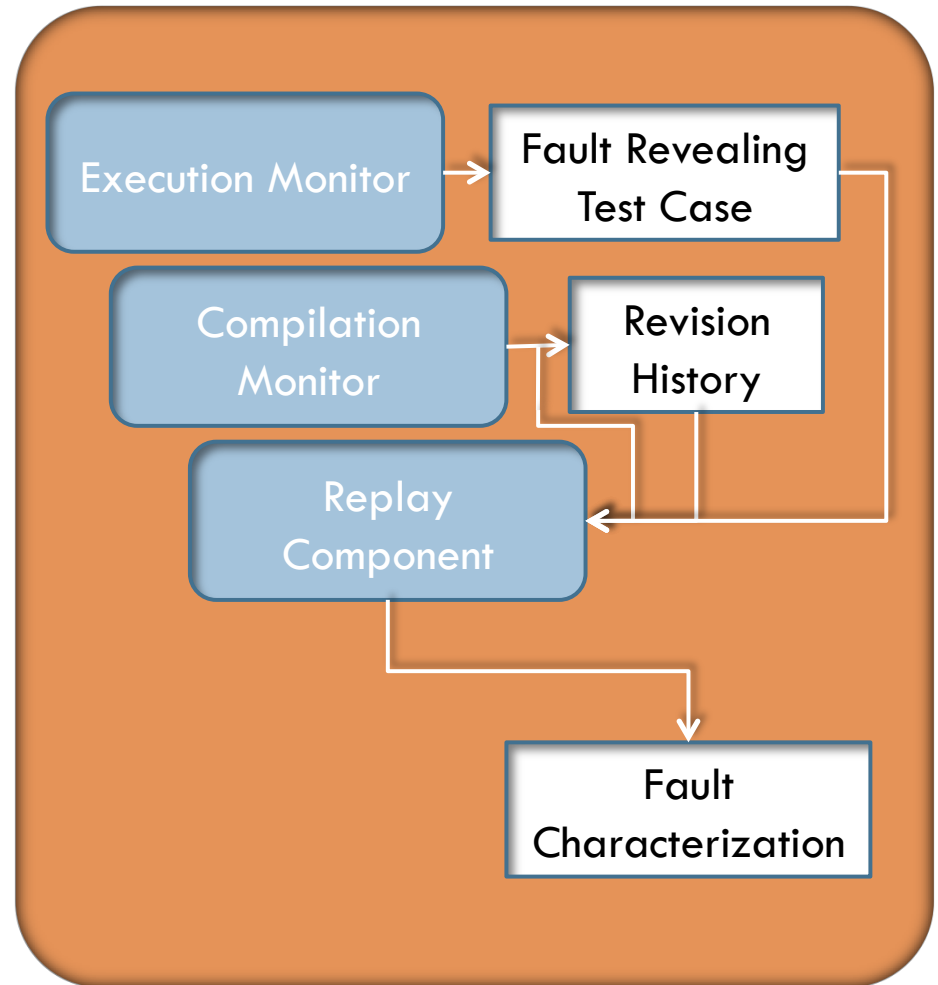 Execution Monitor
Fault Revealing
Test Case
Compilation
Monitor
Revision
History
Replay
Component
Fault
Characterization